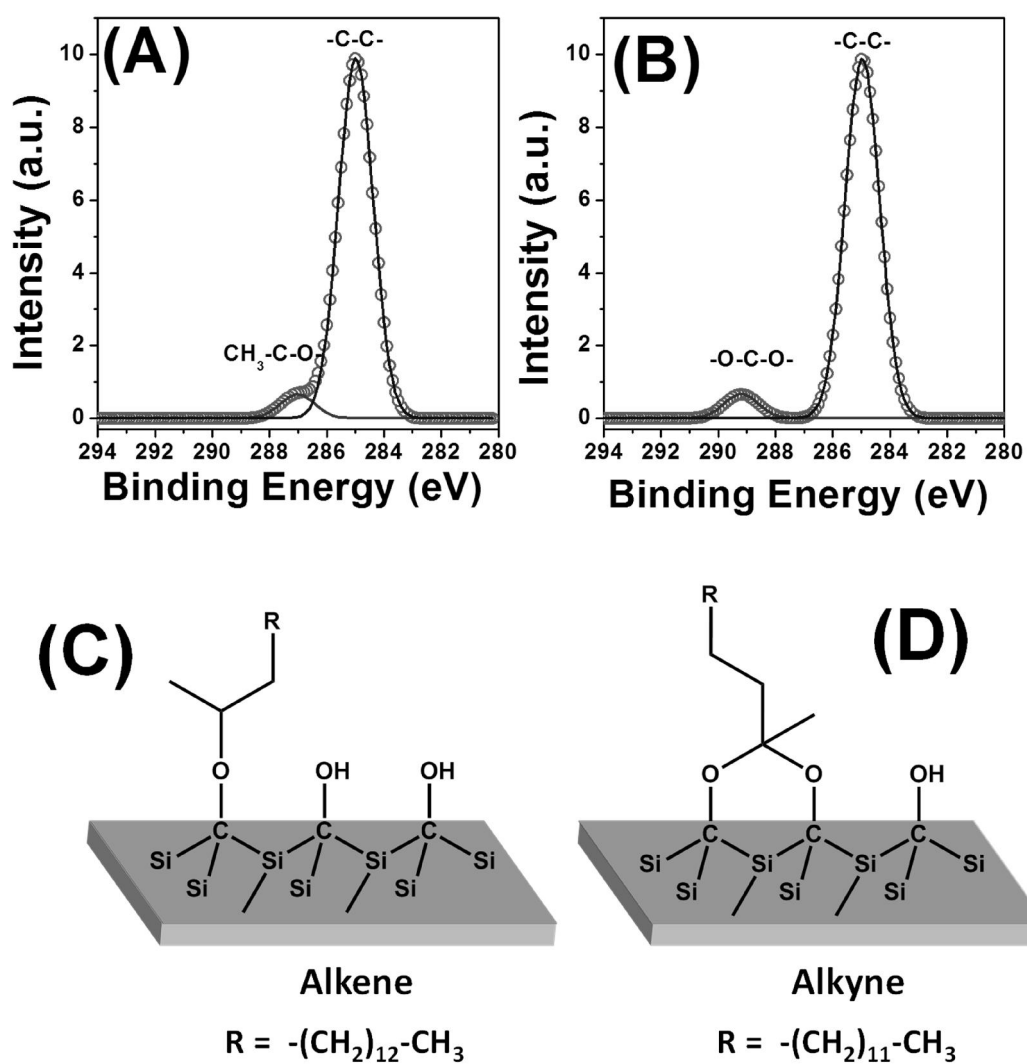 (A)
-C-C-
10
8
6
4
2
0
CH₃-C-O-
294 292 290 288 286 284 282 280
Binding Energy (eV)
Intensity (a.u.)
(B)
-C-C-
10
8
6
4
2
0
-O-C-O-
294 292 290 288 286 284 282 280
Binding Energy (eV)
Intensity (a.u.)
(C)
R
O OH OH
C C C
Si Si Si Si
Si Si Si
Alkene
R = -(CH₂)₁₂-CH₃
(D)
R
O O OH
C C C
Si Si Si Si
Si Si Si
Alkyne
R = -(CH₂)₁₁-CH₃